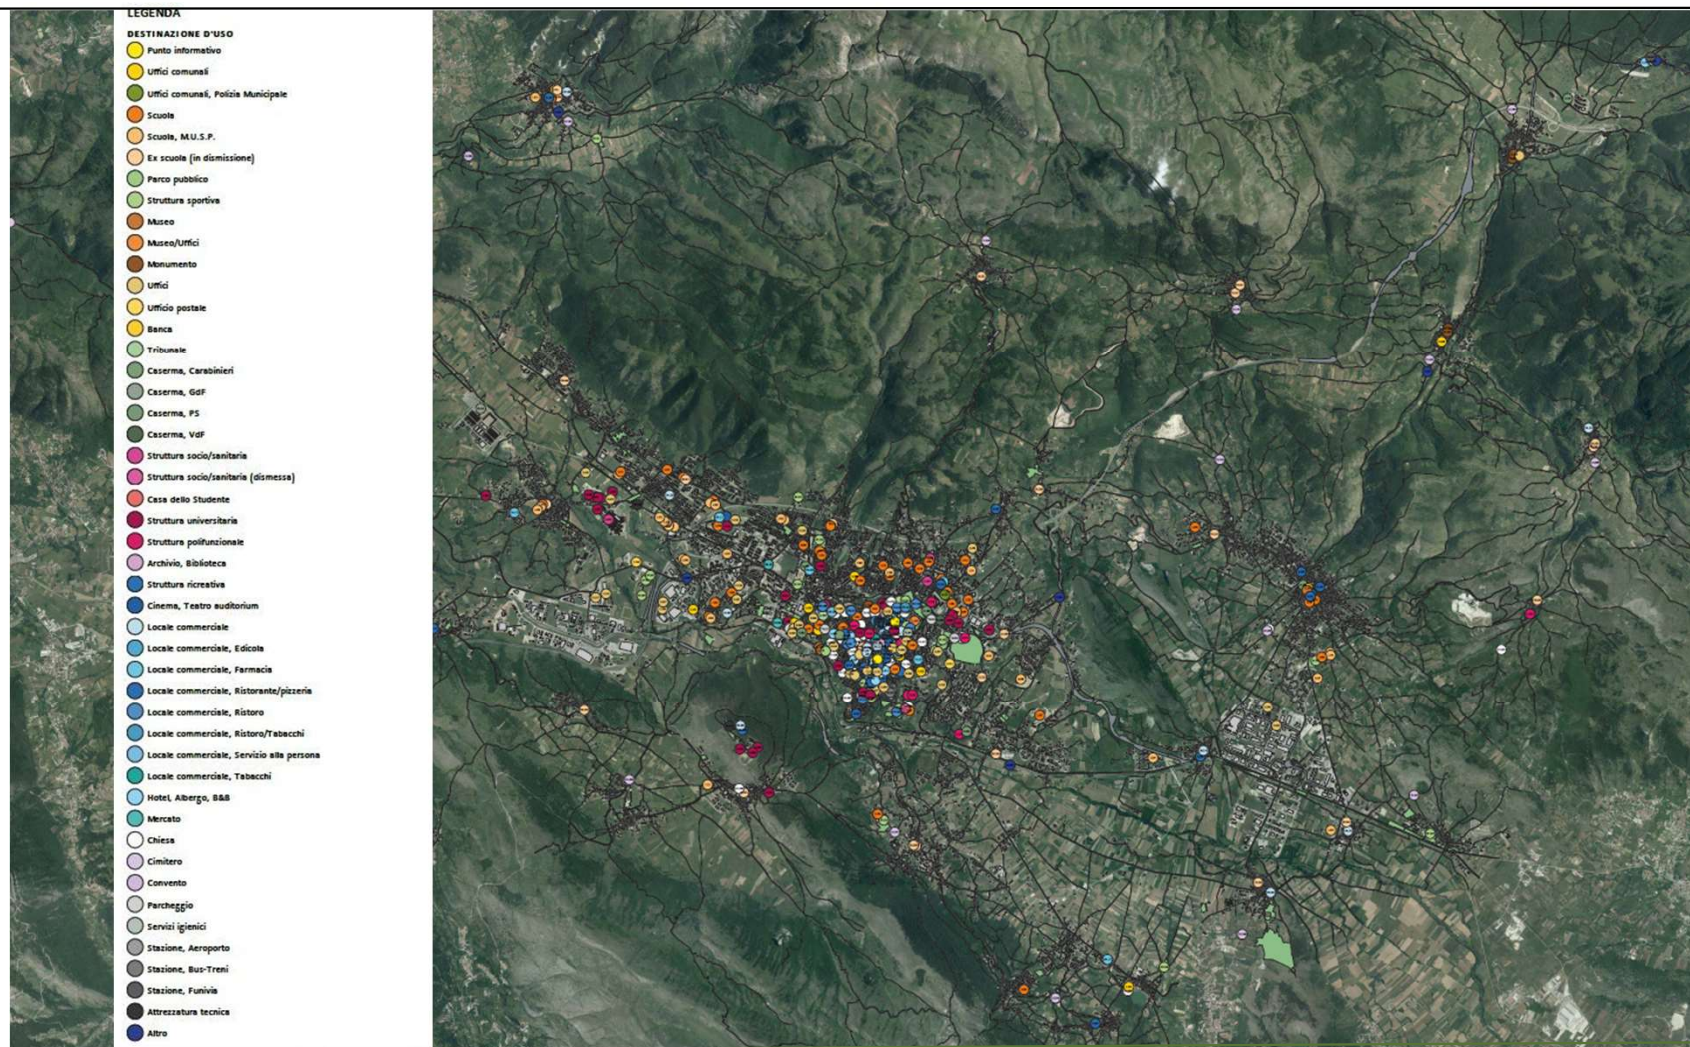 LEGENDA
DESTINAZIONE D'USO
Punto informativo
Uffici comunali
Uffici comunali, Polizia Municipale
Scuola
Scuola, M.U.S.P.
Ex scuola (in dismissione)
Parco pubblico
Struttura sportiva
Museo
Museo/Uffici
Monumento
Uffici
Ufficio postale
Banca
Tribunale
Caserma, Carabinieri
Caserma, GdF
Caserma, PS
Caserma, VdF
Struttura socio/sanitaria
Struttura socio/sanitaria (dismessa)
Casa dello Studente
Struttura universitaria
Struttura polifunzionale
Archivio, Biblioteca
Struttura ricreativa
Cinema, Teatro auditorium
Locale commerciale
Locale commerciale, Edicola
Locale commerciale, Farmacia
Locale commerciale, Ristorante/pizzeria
Locale commerciale, Ristoro
Locale commerciale, Ristoro/Tabacchi
Locale commerciale, Servizio alla persona
Locale commerciale, Tabacchi
Hotel, Albergo, B&B
Mercato
Chiesa
Cimitero
Convento
Parcheggio
Servizi igienici
Stazione, Aeroporto
Stazione, Bus-Treni
Stazione, Funivia
Attrezzatura tecnica
Altro